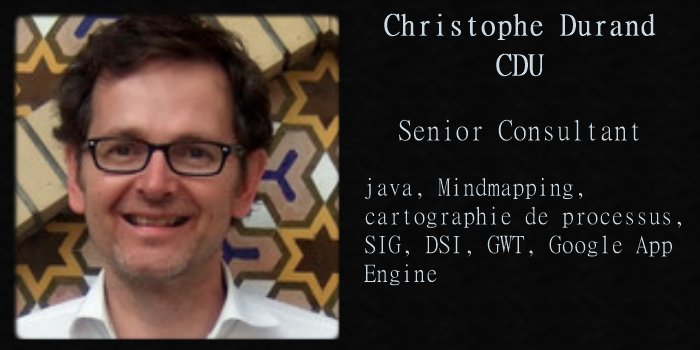 Christophe Durand
CDU
Senior Consultant
java, Mindmapping,
cartographie de processus,
SIG, DSI, GWT, Google App
Engine